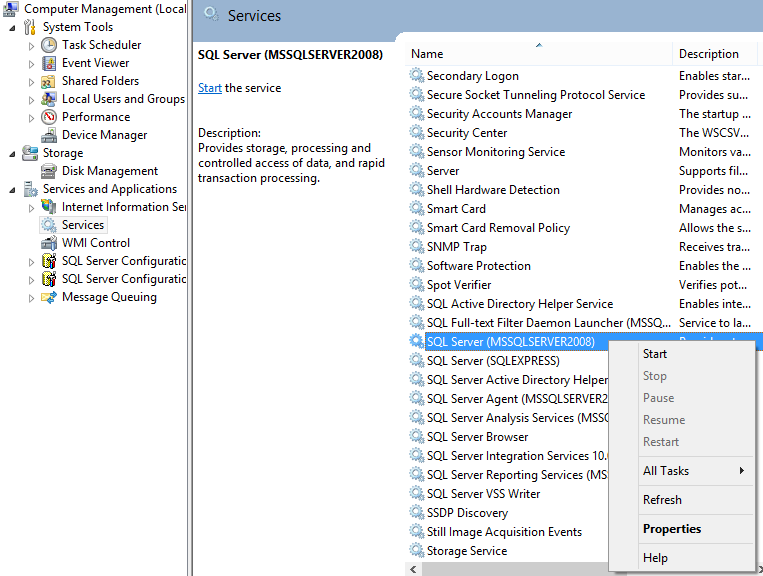 Computer Management (Local
System Tools
Task Scheduler
Event Viewer
Shared Folders
Local Users and Groups
Performance
Device Manager
Storage
Disk Management
Services and Applications
Internet Information Ser
Services
WMI Control
SQL Server Configuratio
SQL Server Configuratio
Message Queuing
Services
SQL Server (MSSQLSERVER2008)
Start the service
Description:
Provides storage, processing and
controlled access of data, and rapid
transaction processing.
Name Description
Secondary Logon Enables star...
Secure Socket Tunneling Protocol Service Provides su...
Security Accounts Manager The startup ...
Security Center The WSCSV...
Sensor Monitoring Service Monitors va...
Server Supports fil...
Shell Hardware Detection Provides no...
Smart Card Manages ac...
Smart Card Removal Policy Allows the s...
SNMP Trap Receives tra...
Software Protection Enables the ...
Spot Verifier Verifies pot...
SQL Active Directory Helper Service Enables inte...
SQL Full-text Filter Daemon Launcher (MSSQ... Service to la...
SQL Server (MSSQLSERVER2008)
SQL Server (SQLEXPRESS)
SQL Server Active Directory Helper
SQL Server Agent (MSSQLSERVER2
SQL Server Analysis Services (MSSQ
SQL Server Browser
SQL Server Integration Services 10.
SQL Server Reporting Services (MS
SQL Server VSS Writer
SSDP Discovery
Still Image Acquisition Events
Storage Service
Start
Stop
Pause
Resume
Restart
All Tasks
Refresh
Properties
Help